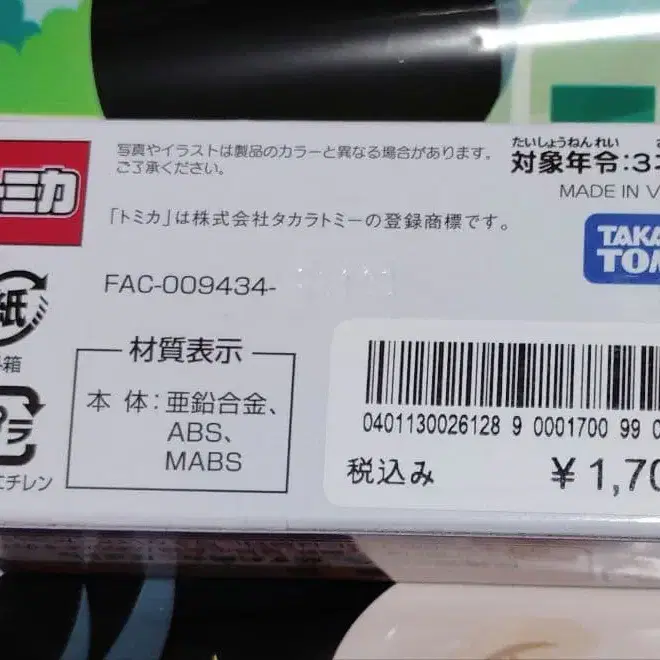 トミカ
写真やイラストは製品のカラーと異なる場合があります。
ご了承ください。
たいしょうねんれい
対象年令:3
MADE IN V
「トミカ」は株式会社タカラトミーの登録商標です。
TAKA
TOM
FAC-009434-
紙
箱
材質表示
本 体:亜鉛合金、
ABS、
MABS
プラ
エチレン
0401130026128 9 0001700 99 0
税込み ¥1,70